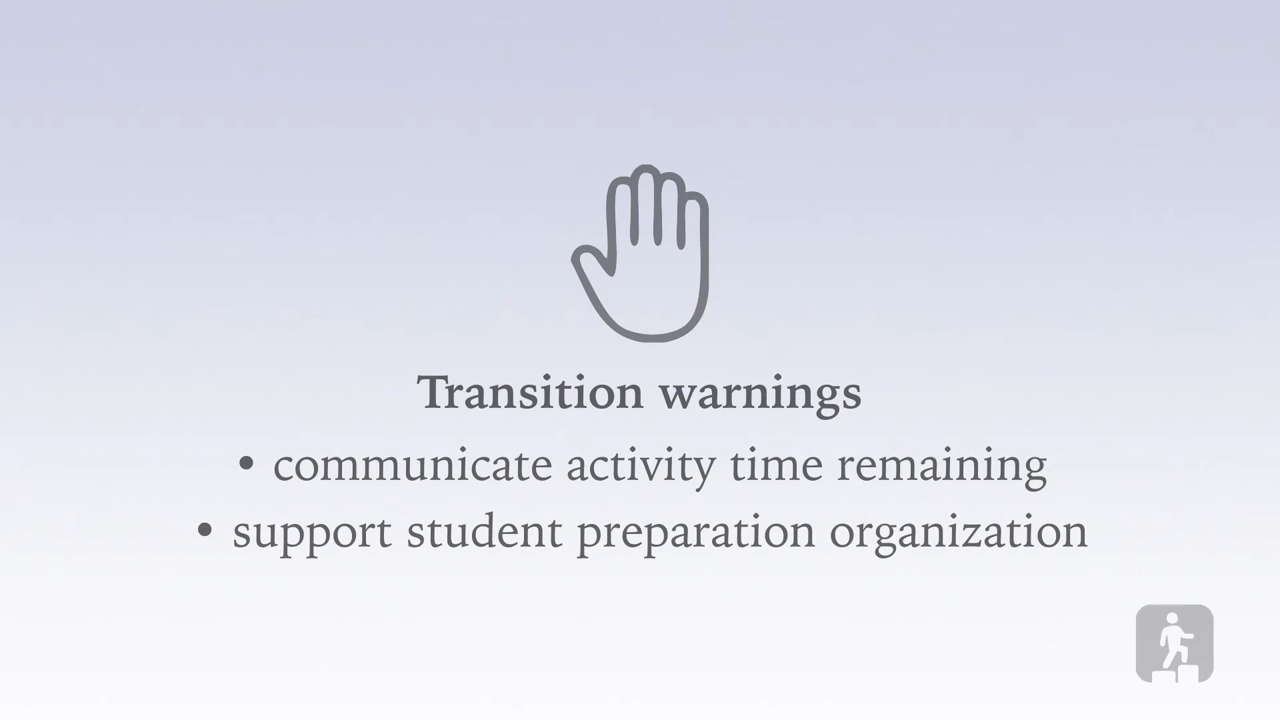 Transition warnings
• communicate activity time remaining
• support student preparation organization